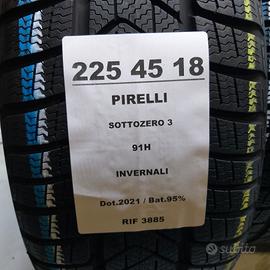 225 45 18
PIRELLI
SOTTOZERO 3
91H
INVERNALI
Dot.2021 / Bat.95%
RIF 3885
subito